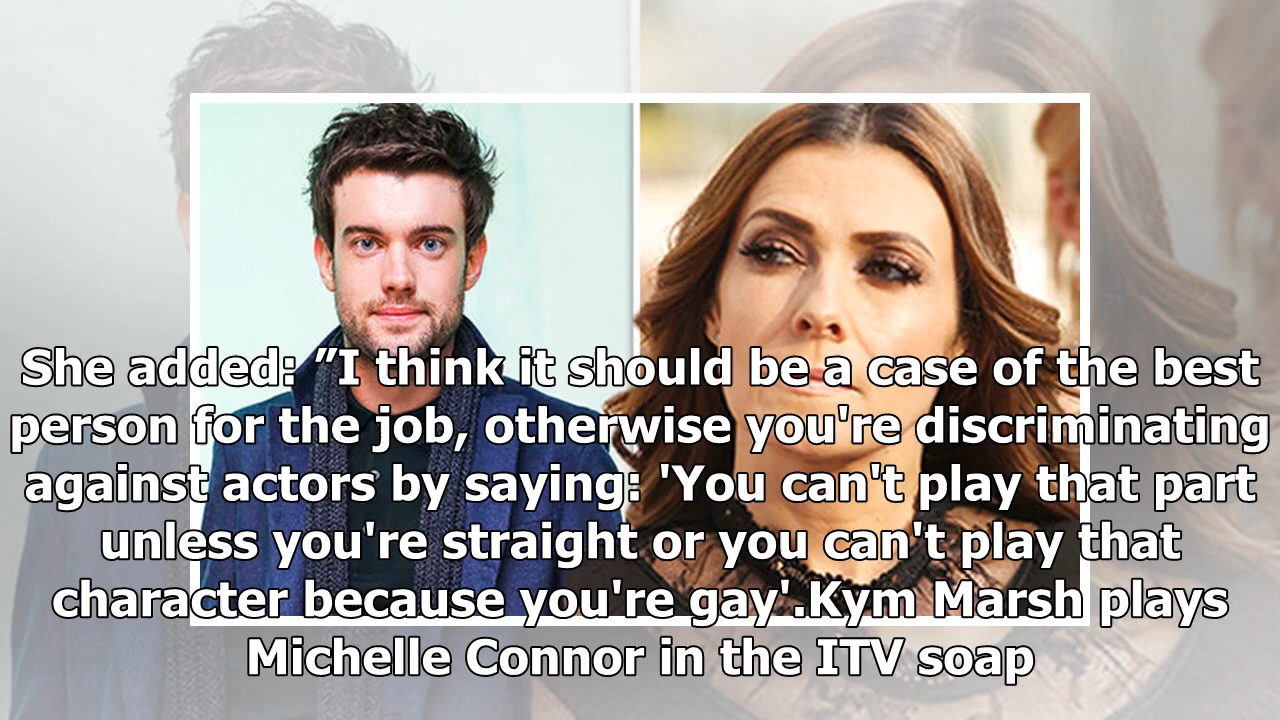 She added: ”I think it should be a case of the best
person for the job, otherwise you're discriminating
against actors by saying: 'You can't play that part
unless you're straight or you can't play that
character because you're gay'.Kym Marsh plays
Michelle Connor in the ITV soap